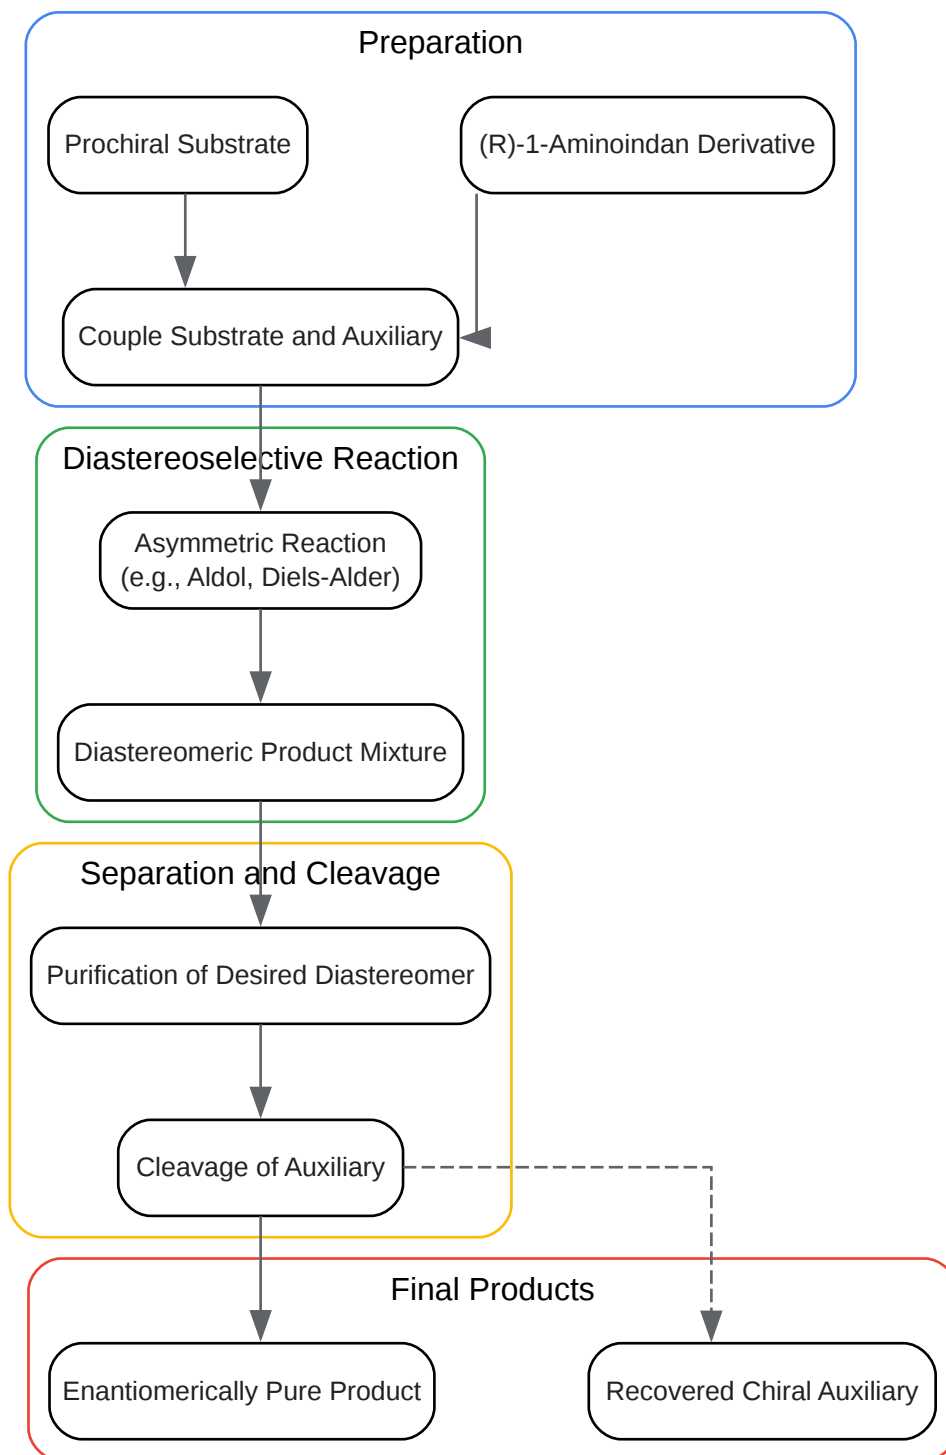 Preparation
Prochiral Substrate
(R)-1-Aminoindan Derivative
Couple Substrate and Auxiliary
Diastereoselective Reaction
Asymmetric Reaction
(e.g., Aldol, Diels-Alder)
Diastereomeric Product Mixture
Separation and Cleavage
Purification of Desired Diastereomer
Cleavage of Auxiliary
Final Products
Enantiomerically Pure Product
Recovered Chiral Auxiliary